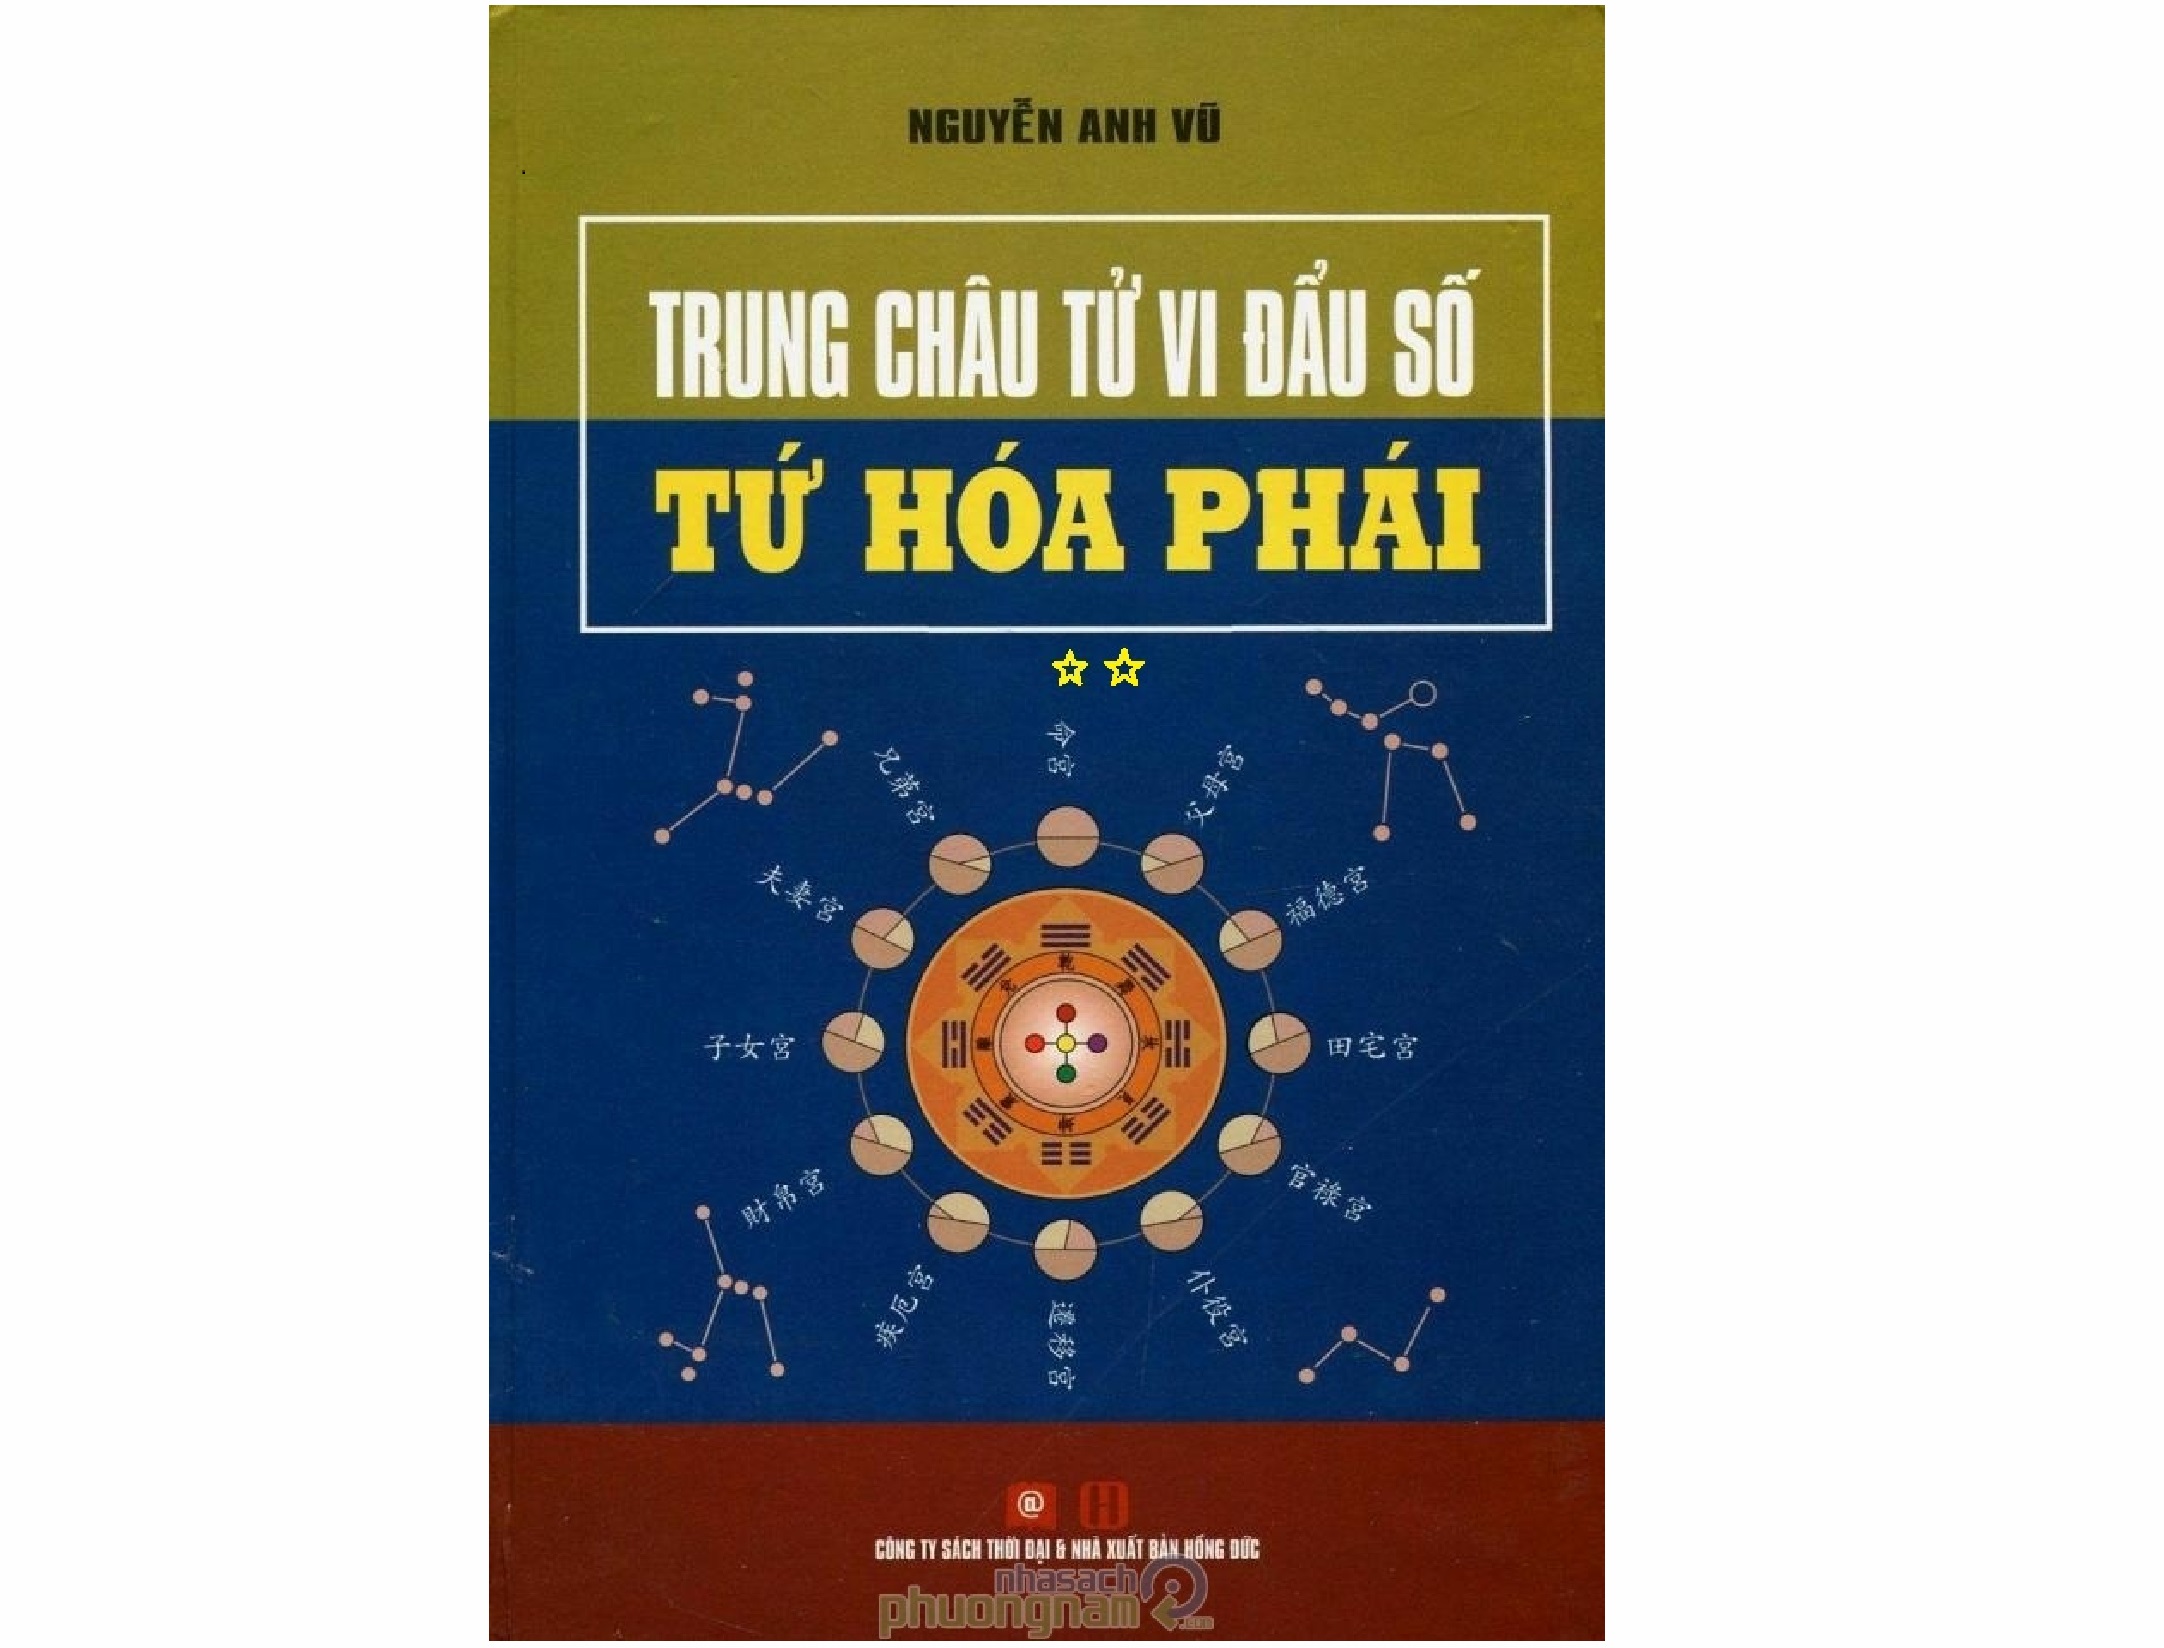 NGUYỄN ANH VŨ
TRUNG CHÂU TỬ VI ĐẨU SỐ
TỨ HÓA PHÁI
命宮
兄弟宮
父母宮
夫妻宮
福德宮
子女宮
田宅宮
財帛宮
官祿宮
疾厄宮
遷移宮
仆役宮
乾
兌
@ H
CÔNG TY SÁCH THỜI ĐẠI & NHÀ XUẤT BẢN HỒNG ĐỨC
nhasach
phuongnam
.com